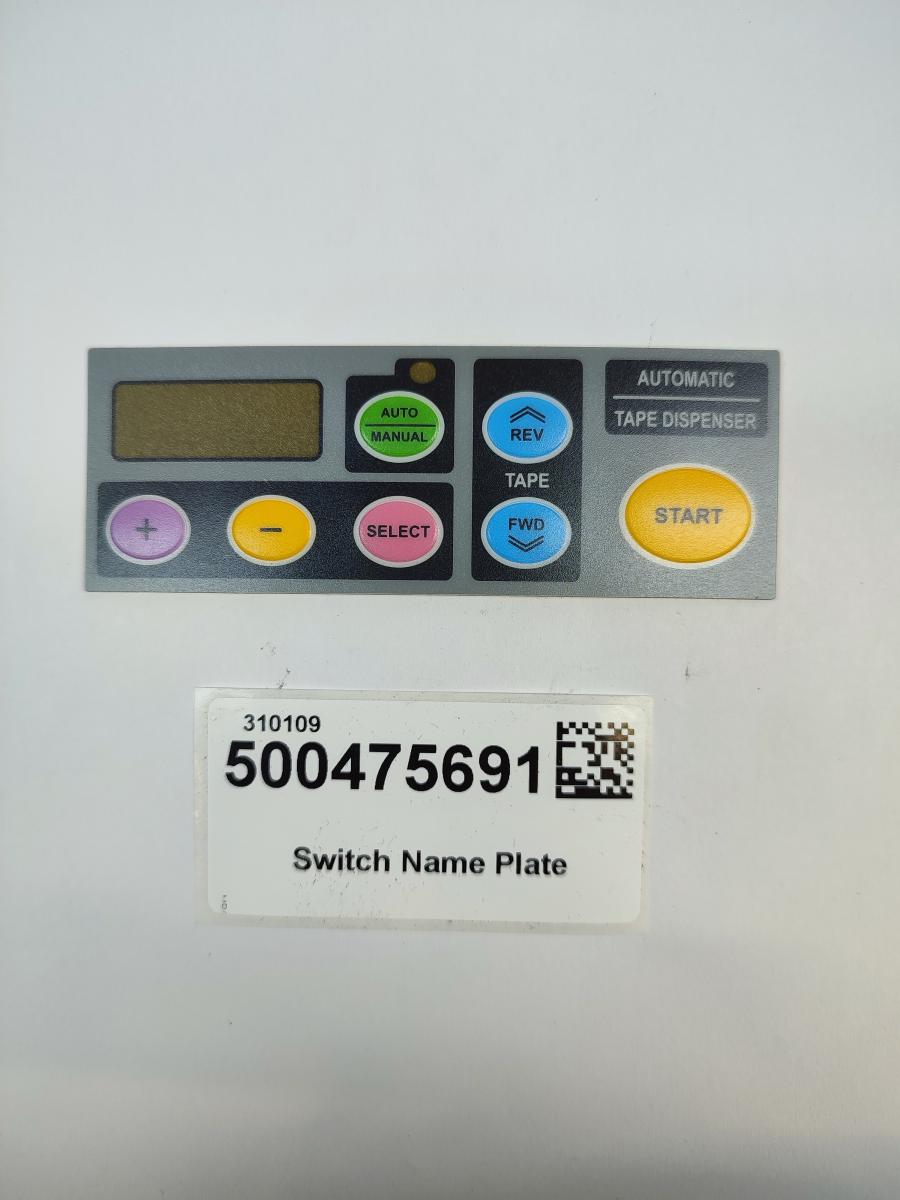 AUTOMATIC
TAPE DISPENSER
AUTO
MANUAL
REV
TAPE
FWD
+
-
SELECT
START
310109
500475691
Switch Name Plate